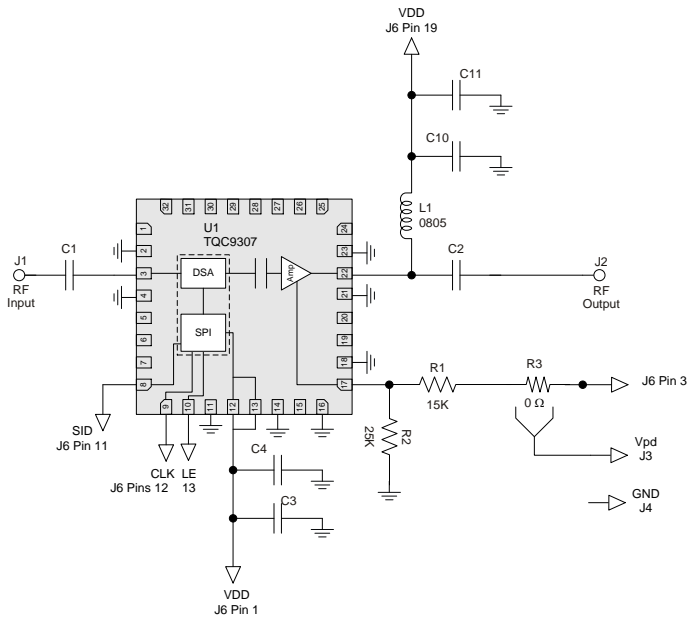 VDD
J6 Pin 19
C11
C10
L1
0805
32
31
30
29
28
27
26
25
U1
TQC9307
1
2
3
4
5
6
7
8
24
23
22
21
20
19
18
17
J1
RF
Input
C1
DSA
Amp
SPI
C2
J2
RF
Output
9
10
11
12
13
14
15
16
R1
15K
R3
0 Ω
J6 Pin 3
R2
25K
SID
J6 Pin 11
CLK LE
J6 Pins 12 13
C4
C3
Vpd
J3
GND
J4
VDD
J6 Pin 1